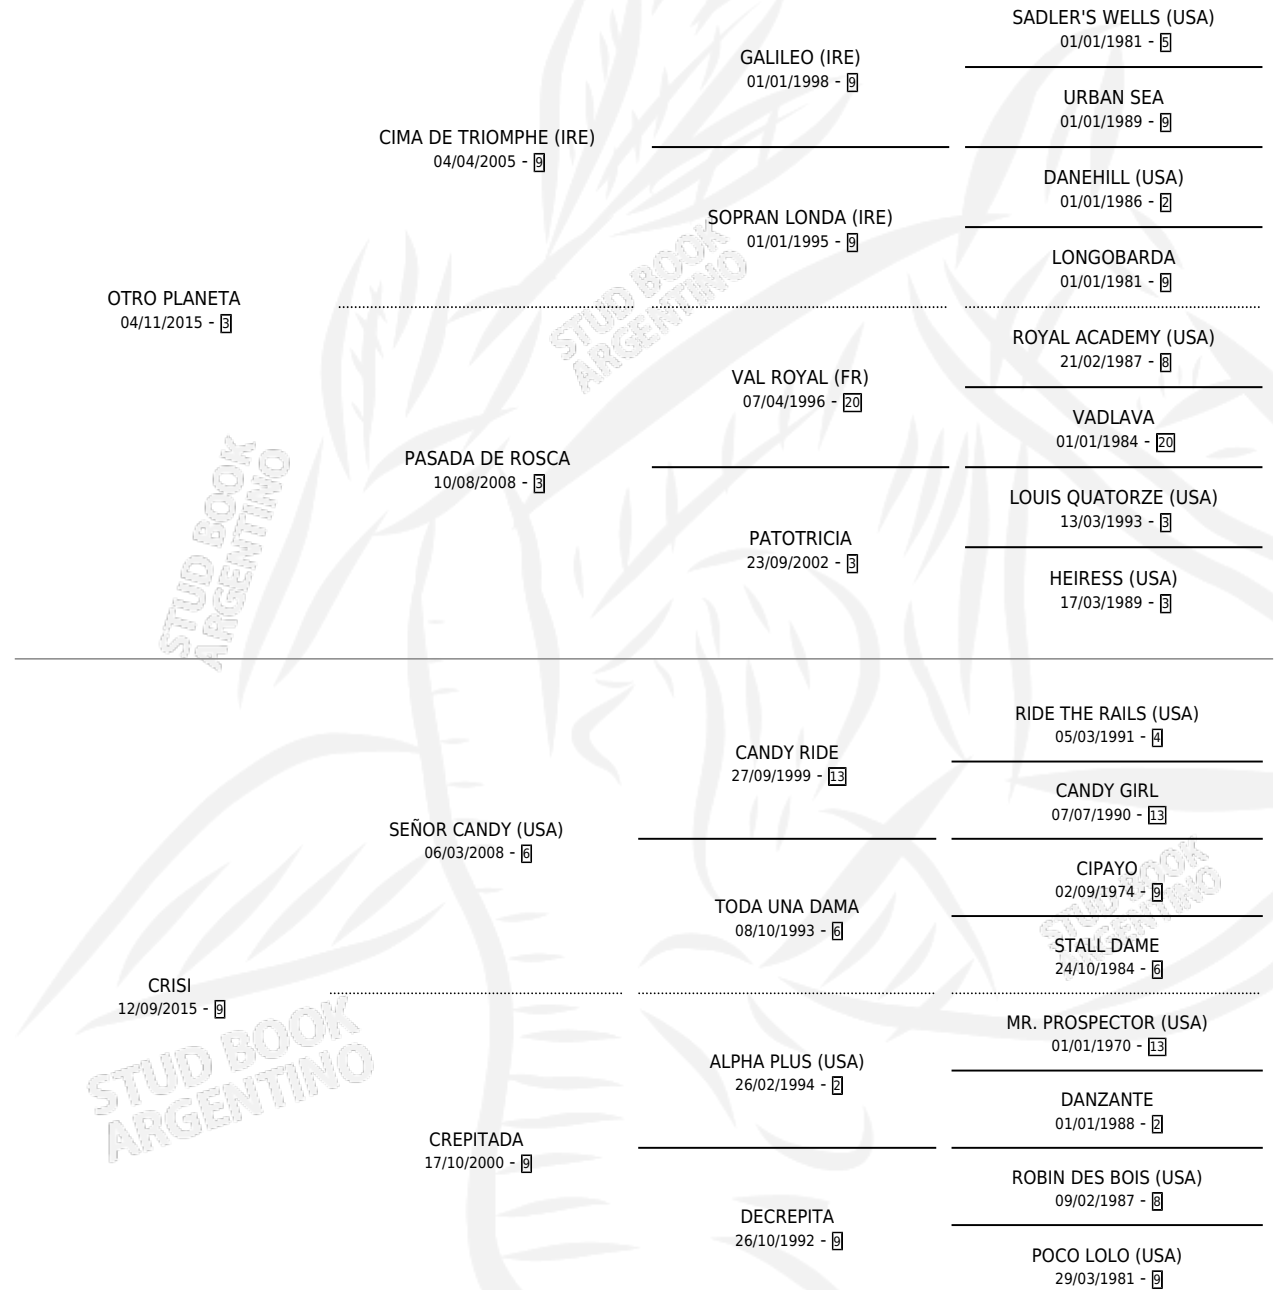 SADLER'S WELLS (USA)
01/01/1981 - 5
GALILEO (IRE)
01/01/1998 - 9
URBAN SEA
01/01/1989 - 9
CIMA DE TRIOMPHE (IRE)
04/04/2005 - 9
DANEHILL (USA)
01/01/1986 - 2
SOPRAN LONDA (IRE)
01/01/1995 - 9
LONGOBARDA
01/01/1981 - 9
OTRO PLANETA
04/11/2015 - 3
ROYAL ACADEMY (USA)
21/02/1987 - 8
VAL ROYAL (FR)
07/04/1996 - 20
VADLAVA
01/01/1984 - 20
PASADA DE ROSCA
10/08/2008 - 3
LOUIS QUATORZE (USA)
13/03/1993 - 3
PATOTRICIA
23/09/2002 - 3
HEIRESS (USA)
17/03/1989 - 3
STUD BOOK
ARGENTINO
STUD BOOK
ARGENTINO
RIDE THE RAILS (USA)
05/03/1991 - 4
CANDY RIDE
27/09/1999 - 13
CANDY GIRL
07/07/1990 - 13
SEÑOR CANDY (USA)
06/03/2008 - 6
CIPAYO
02/09/1974 - 9
TODA UNA DAMA
08/10/1993 - 6
STALL DAME
24/10/1984 - 6
CRISI
12/09/2015 - 9
MR. PROSPECTOR (USA)
01/01/1970 - 13
ALPHA PLUS (USA)
26/02/1994 - 2
DANZANTE
01/01/1988 - 2
CREPITADA
17/10/2000 - 9
ROBIN DES BOIS (USA)
09/02/1987 - 8
DECREPITA
26/10/1992 - 9
POCO LOLO (USA)
29/03/1981 - 9
STUD BOOK
ARGENTINO
STUD BOOK
ARGENTINO